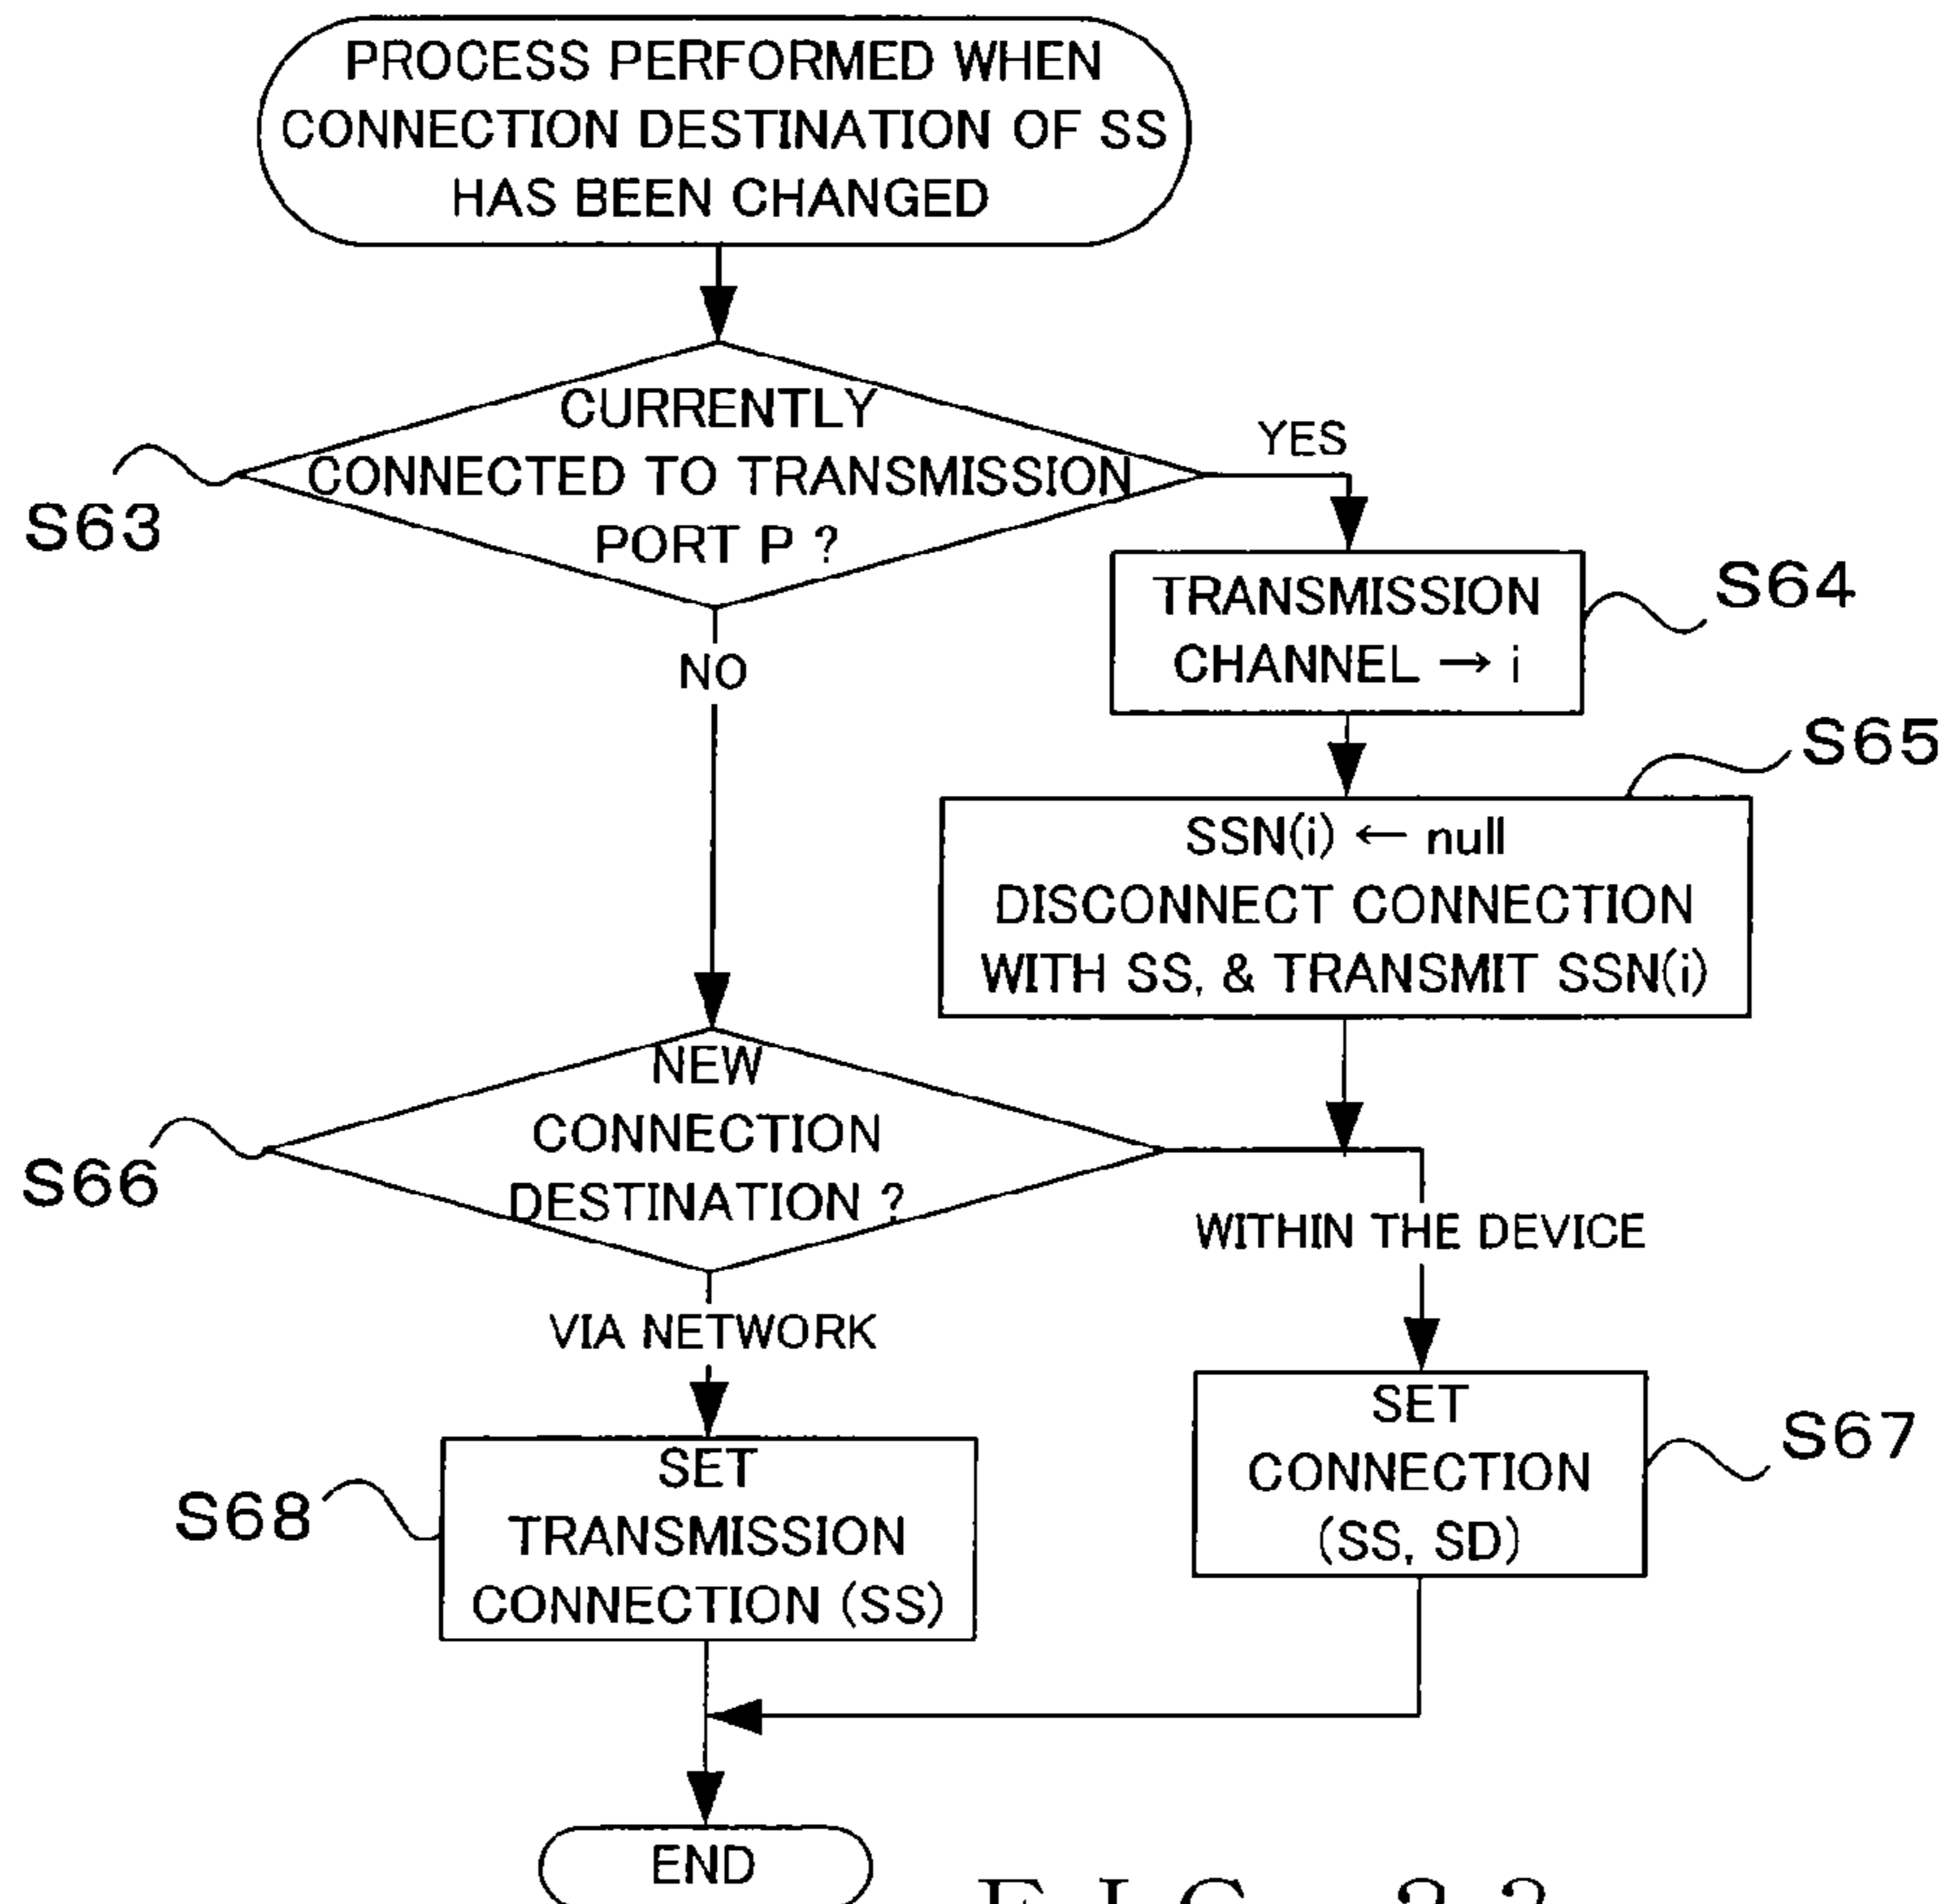 PROCESS PERFORMED WHEN
CONNECTION DESTINATION OF SS
HAS BEEN CHANGED
CURRENTLY
CONNECTED TO TRANSMISSION
PORT P ?
YES
S63
NO
TRANSMISSION
CHANNEL → i
S64
S65
SSN(i) ← null
DISCONNECT CONNECTION
WITH SS, & TRANSMIT SSN(i)
NEW
CONNECTION
DESTINATION ?
S66
WITHIN THE DEVICE
VIA NETWORK
SET
CONNECTION
(SS, SD)
S67
SET
TRANSMISSION
CONNECTION (SS)
S68
END
FIG.